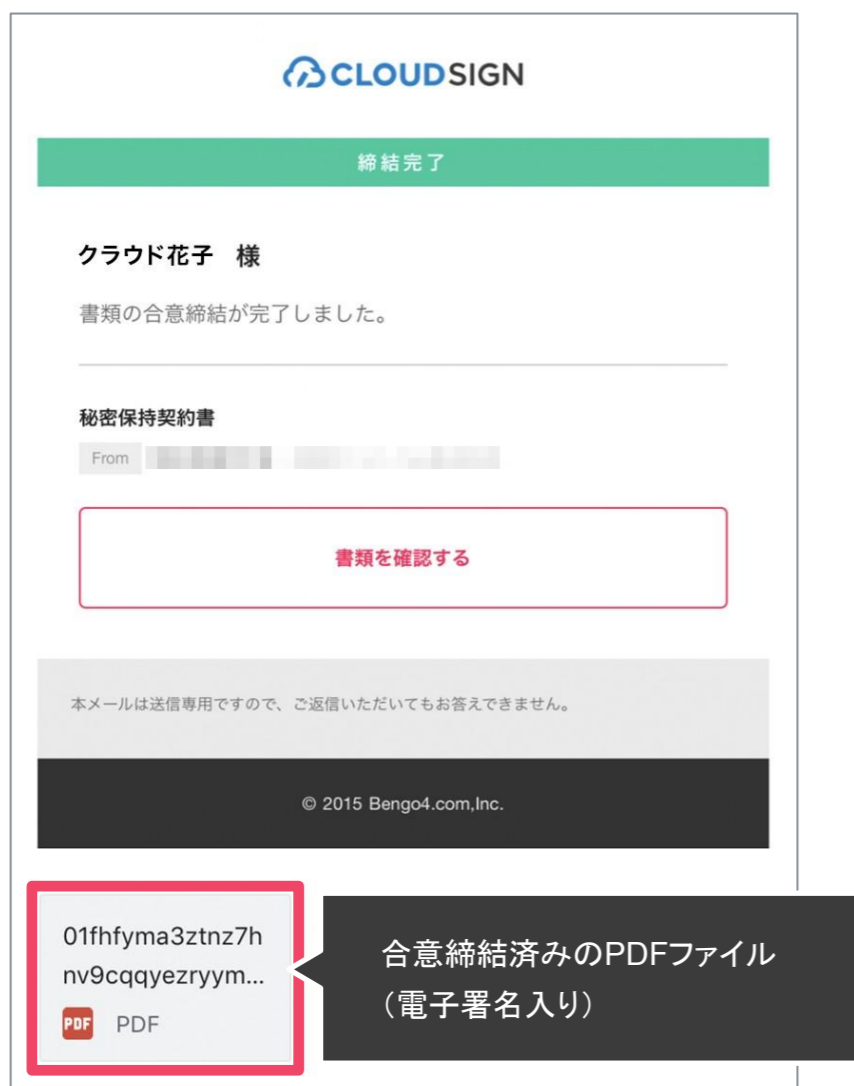 CLOUDSIGN
締結完了
クラウド花子 様
書類の合意締結が完了しました。
秘密保持契約書
From
書類を確認する
本メールは送信専用ですので、ご返信いただいてもお答えできません。
© 2015 Bengo4.com,Inc.
01fhfyma3ztnz7h
nv9cqqyezryym...
PDF PDF
合意締結済みのPDFファイル
（電子署名入り）